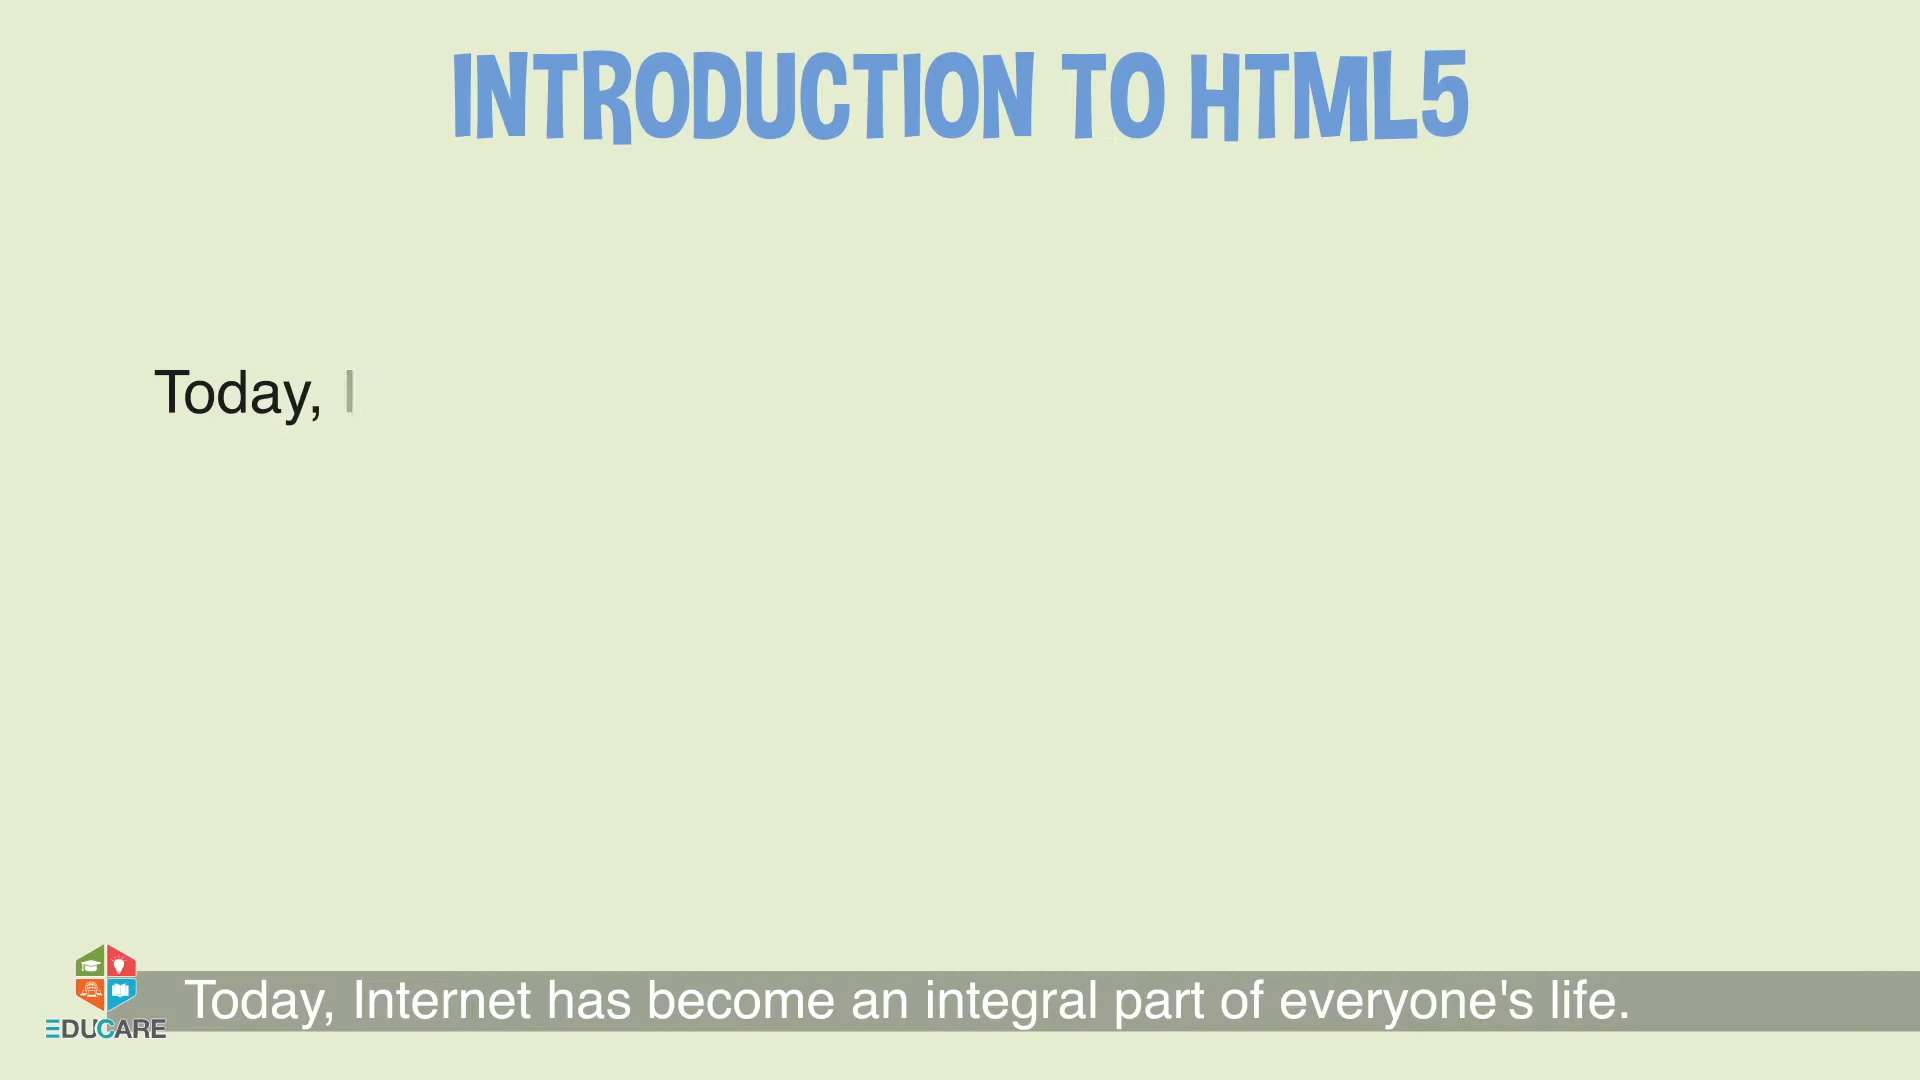 INTRODUCTION TO HTML5
Today, I
Today, Internet has become an integral part of everyone's life.
EDUCARE